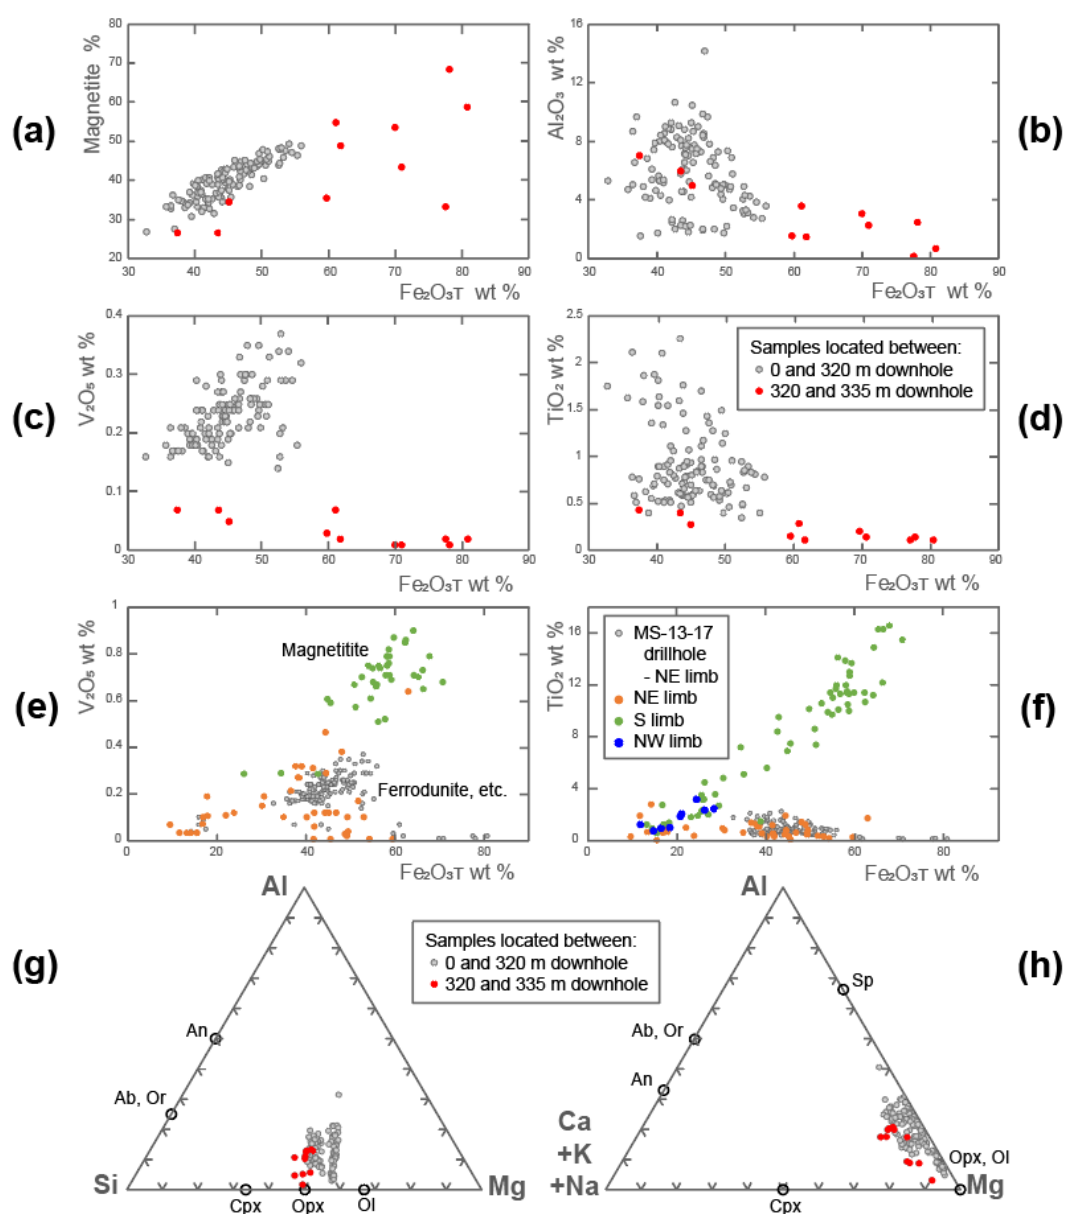 (a)
Magnetite %
80
70
60
50
40
30
20
30 40 50 60 70 80 90
Fe₂O₃T wt %
(b)
Al₂O₃ wt %
16
12
8
4
0
30 40 50 60 70 80 90
Fe₂O₃T wt %
(c)
V₂O₅ wt %
0.4
0.3
0.2
0.1
0
30 40 50 60 70 80 90
Fe₂O₃T wt %
(d)
TiO₂ wt %
2.5
2
1.5
1
0.5
0
30 40 50 60 70 80 90
Fe₂O₃T wt %
Samples located between:
0 and 320 m downhole
320 and 335 m downhole
(e)
V₂O₅ wt %
1
0.8
0.6
0.4
0.2
0
Magnetitite
Ferrodunite, etc.
0 20 40 60 80
Fe₂O₃T wt %
(f)
TiO₂ wt %
16
12
8
4
0
MS-13-17
drillhole
- NE limb
NE limb
S limb
NW limb
0 20 40 60 80
Fe₂O₃T wt %
(g)
Al
An
Ab, Or
Si
Mg
Cpx Opx Ol
Samples located between:
0 and 320 m downhole
320 and 335 m downhole
(h)
Al
Sp
Ab, Or
An
Ca
+K
+Na
Opx, Ol
Mg
Cpx